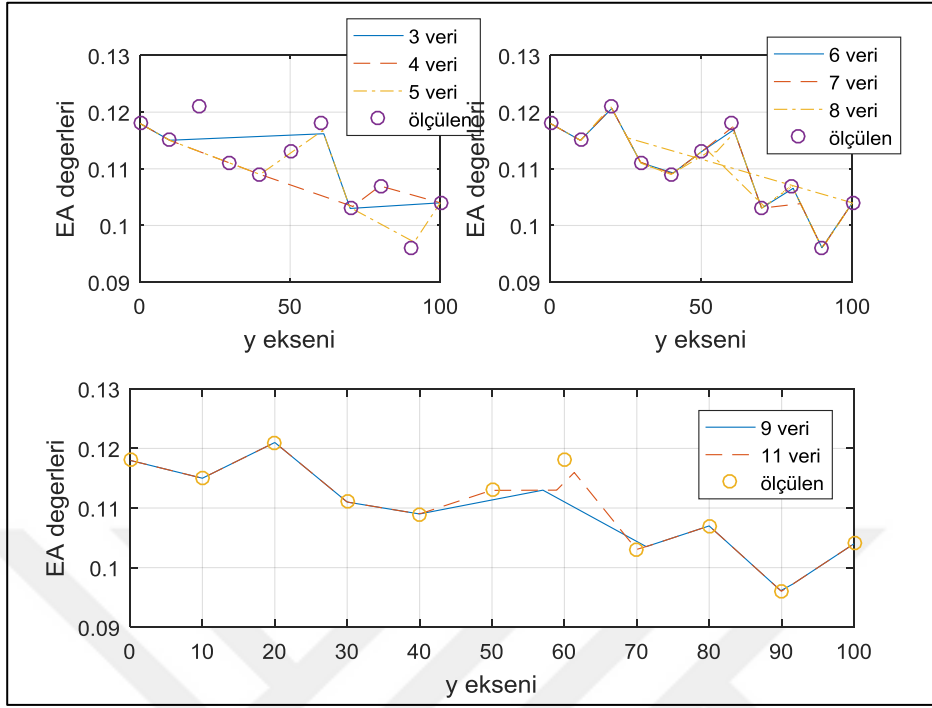 0.13
0.12
0.11
0.1
0.09
EA degerleri
0 50 100
y ekseni
3 veri
4 veri
5 veri
ölçülen
0.13
0.12
0.11
0.1
0.09
EA degerleri
0 50 100
y ekseni
6 veri
7 veri
8 veri
ölçülen
0.13
0.12
0.11
0.1
0.09
EA degerleri
0 10 20 30 40 50 60 70 80 90 100
y ekseni
9 veri
11 veri
ölçülen